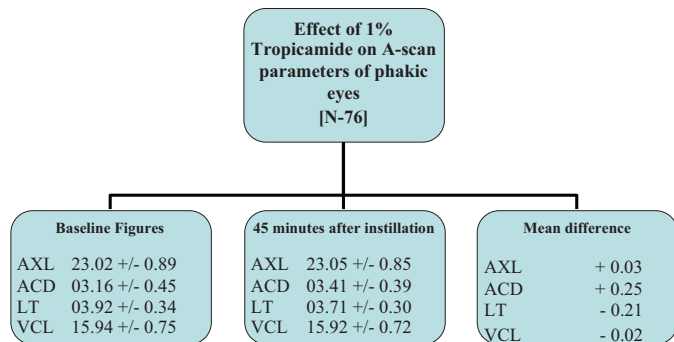 Effect of 1%
Tropicamide on A-scan
parameters of phakic
eyes
[N-76]
Baseline Figures
AXL 23.02 +/- 0.89
ACD 03.16 +/- 0.45
LT 03.92 +/- 0.34
VCL 15.94 +/- 0.75
45 minutes after instillation
AXL 23.05 +/- 0.85
ACD 03.41 +/- 0.39
LT 03.71 +/- 0.30
VCL 15.92 +/- 0.72
Mean difference
AXL + 0.03
ACD + 0.25
LT - 0.21
VCL - 0.02